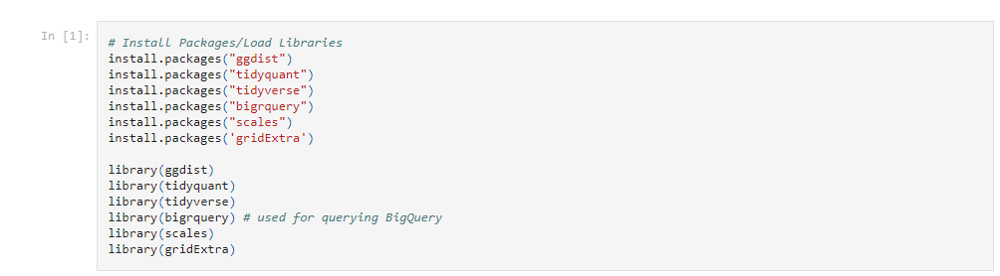 In [1]:
# Install Packages/Load Libraries
install.packages("ggdist")
install.packages("tidyquant")
install.packages("tidyverse")
install.packages("bigrquery")
install.packages("scales")
install.packages('gridExtra')
library(ggdist)
library(tidyquant)
library(tidyverse)
library(bigrquery) # used for querying BigQuery
library(scales)
library(gridExtra)